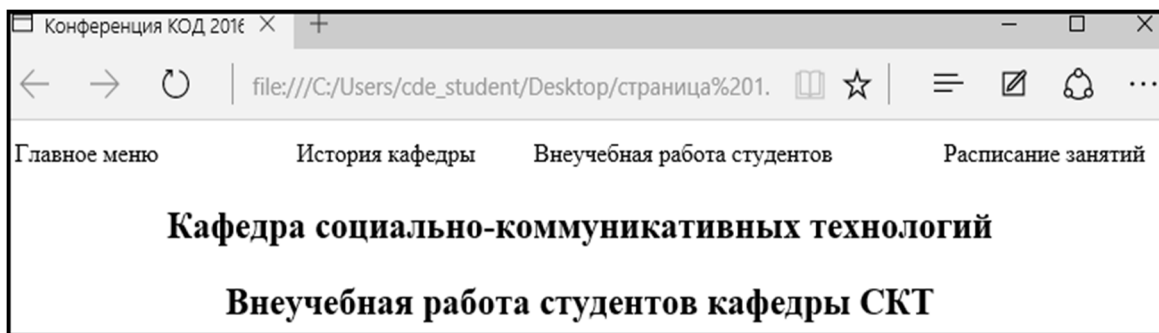 Конференция КОД 2016
file:///C:/Users/cde_student/Desktop/страница%201.
Главное меню История кафедры Внеучебная работа студентов Расписание занятий
Кафедра социально-коммуникативных технологий
Внеучебная работа студентов кафедры СКТ